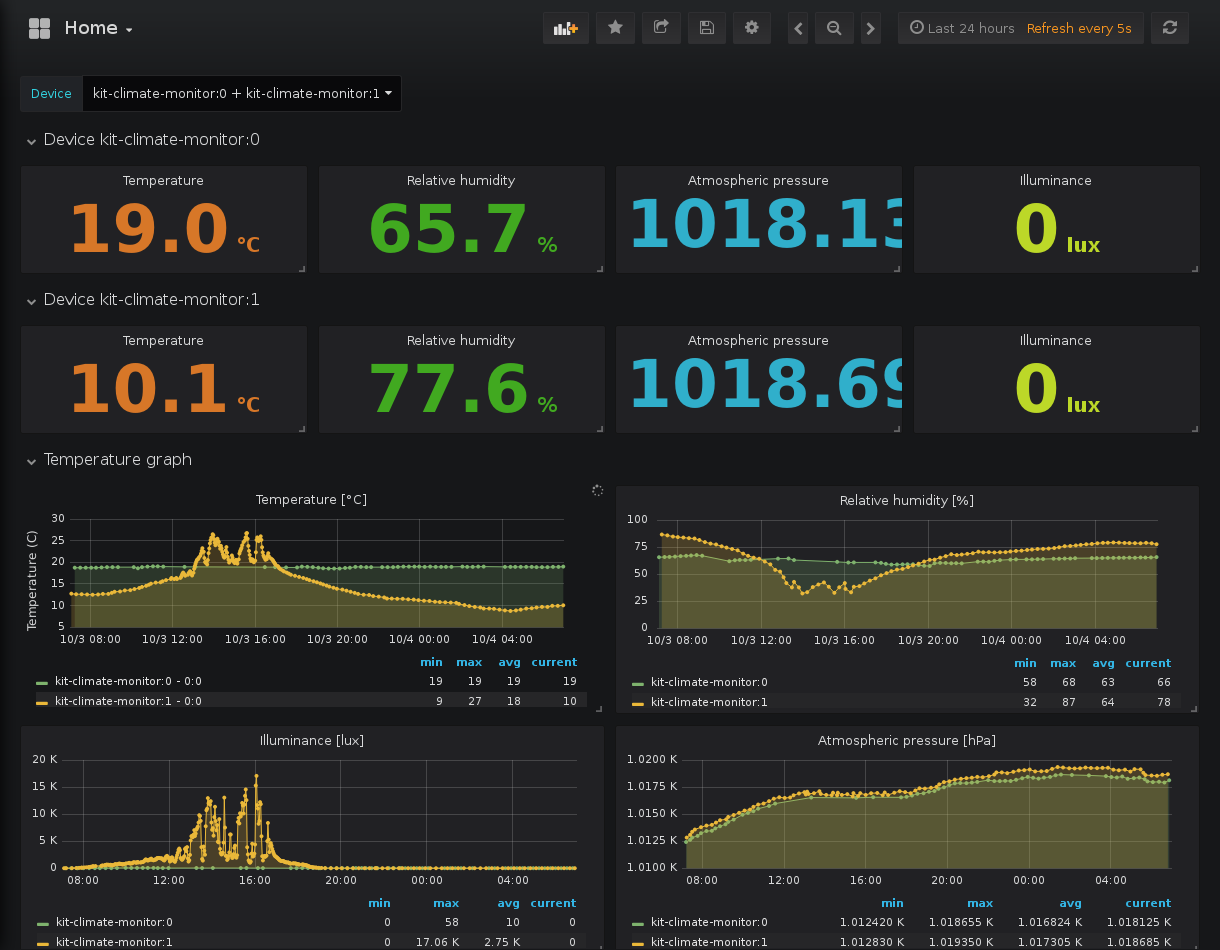 Home
Last 24 hours Refresh every 5s
Device kit-climate-monitor:0 + kit-climate-monitor:1
Device kit-climate-monitor:0
Temperature Relative humidity Atmospheric pressure Illuminance
19.0 °C 65.7 % 1018.13 0 lux
Device kit-climate-monitor:1
Temperature Relative humidity Atmospheric pressure Illuminance
10.1 °C 77.6 % 1018.69 0 lux
Temperature graph
Temperature [°C]
Temperature (C)
30
25
20
15
10
5
10/3 08:00 10/3 12:00 10/3 16:00 10/3 20:00 10/4 00:00 10/4 04:00
min max avg current
kit-climate-monitor:0 - 0:0 19 19 19 19
kit-climate-monitor:1 - 0:0 9 27 18 10
Relative humidity [%]
100
75
50
25
0
10/3 08:00 10/3 12:00 10/3 16:00 10/3 20:00 10/4 00:00 10/4 04:00
min max avg current
kit-climate-monitor:0 58 68 63 66
kit-climate-monitor:1 32 87 64 78
Illuminance [lux]
20 K
15 K
10 K
5 K
0
08:00 12:00 16:00 20:00 00:00 04:00
min max avg current
kit-climate-monitor:0 0 58 10 0
kit-climate-monitor:1 0 17.06 K 2.75 K 0
Atmospheric pressure [hPa]
1.0200 K
1.0175 K
1.0150 K
1.0125 K
1.0100 K
08:00 12:00 16:00 20:00 00:00 04:00
min max avg current
kit-climate-monitor:0 1.012420 K 1.018655 K 1.016824 K 1.018125 K
kit-climate-monitor:1 1.012830 K 1.019350 K 1.017305 K 1.018685 K